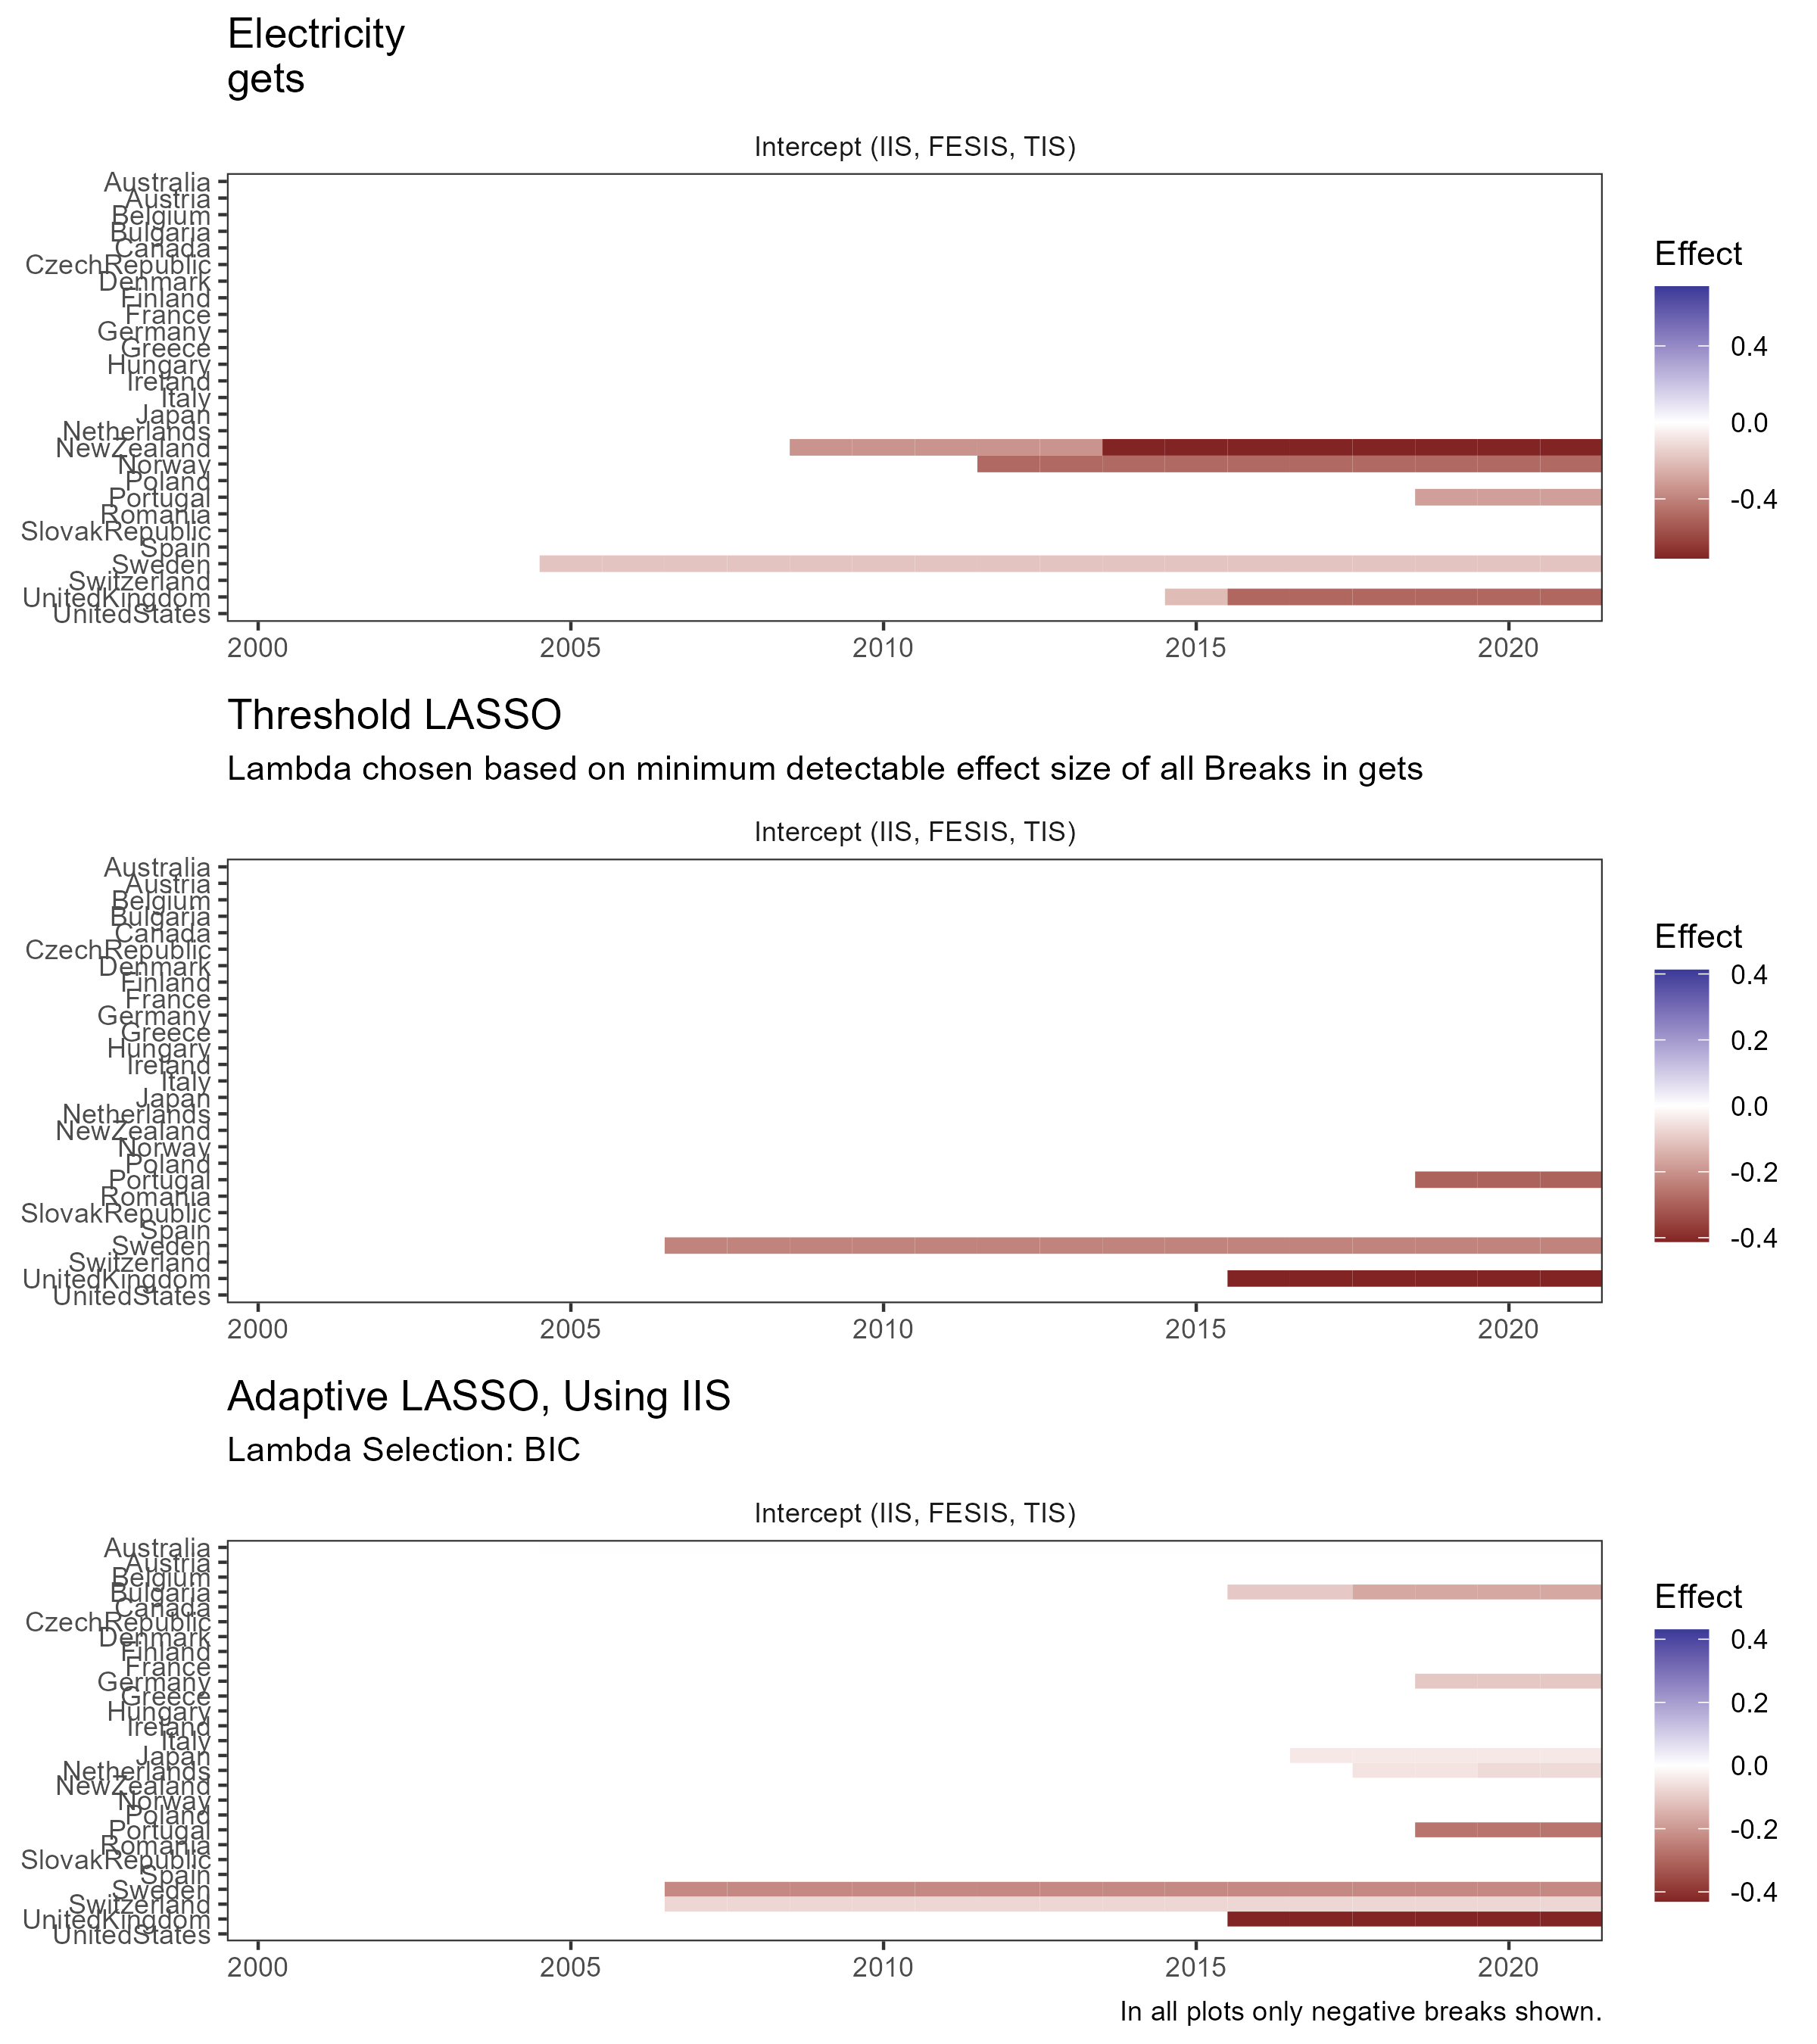 Electricity
gets
Intercept (IIS, FESIS, TIS)
Australia
Austria
Belgium
Bulgaria
Canada
CzechRepublic
Denmark
Finland
France
Germany
Greece
Hungary
Ireland
Italy
Japan
Netherlands
NewZealand
Norway
Poland
Portugal
Romania
SlovakRepublic
Spain
Sweden
Switzerland
UnitedKingdom
UnitedStates
2000 2005 2010 2015 2020
Effect
0.4
0.0
-0.4
Threshold LASSO
Lambda chosen based on minimum detectable effect size of all Breaks in gets
Intercept (IIS, FESIS, TIS)
Australia
Austria
Belgium
Bulgaria
Canada
CzechRepublic
Denmark
Finland
France
Germany
Greece
Hungary
Ireland
Italy
Japan
Netherlands
NewZealand
Norway
Poland
Portugal
Romania
SlovakRepublic
Spain
Sweden
Switzerland
UnitedKingdom
UnitedStates
2000 2005 2010 2015 2020
Effect
0.4
0.2
0.0
-0.2
-0.4
Adaptive LASSO, Using IIS
Lambda Selection: BIC
Intercept (IIS, FESIS, TIS)
Australia
Austria
Belgium
Bulgaria
Canada
CzechRepublic
Denmark
Finland
France
Germany
Greece
Hungary
Ireland
Italy
Japan
Netherlands
NewZealand
Norway
Poland
Portugal
Romania
SlovakRepublic
Spain
Sweden
Switzerland
UnitedKingdom
UnitedStates
2000 2005 2010 2015 2020
Effect
0.4
0.2
0.0
-0.2
-0.4
In all plots only negative breaks shown.